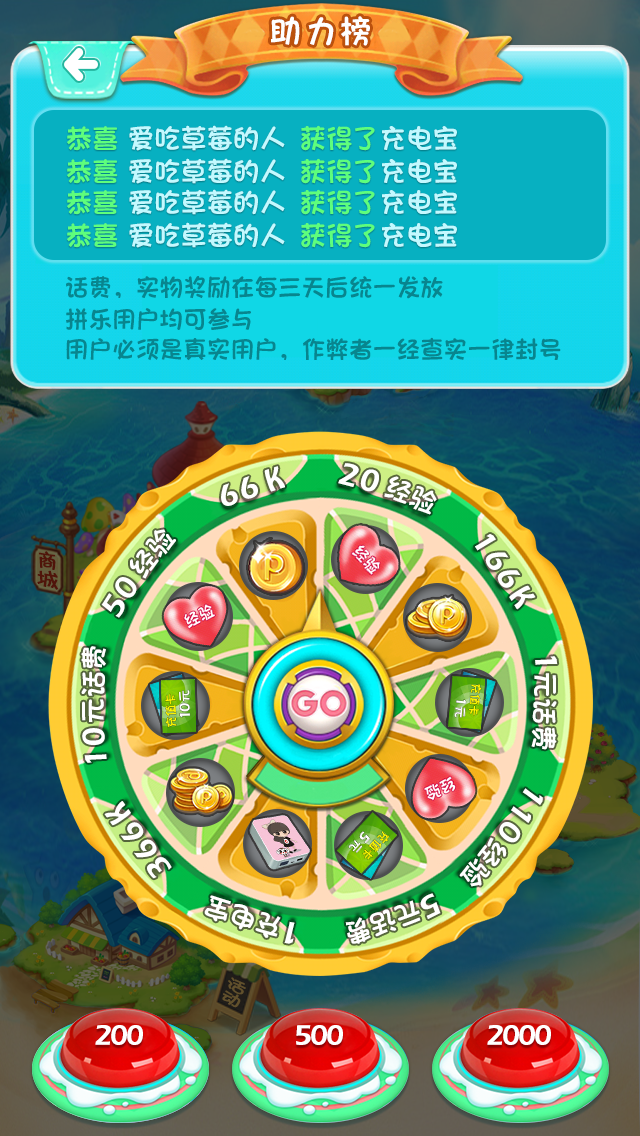 助力榜
恭喜 爱吃草莓的人 获得了充电宝
恭喜 爱吃草莓的人 获得了充电宝
恭喜 爱吃草莓的人 获得了充电宝
恭喜 爱吃草莓的人 获得了充电宝
话费，实物奖励在每三天后统一发放
拼乐用户均可参与
用户必须是真实用户，作弊者一经查实一律封号
66K
20经验
166K
1元话费
110经验
5元话费
1充电宝
366K
10元话费
50经验
经验
经验
充值卡
1元
经验
充值卡
5元
充值卡
10元
P
P
P
GO
商城
活动
200
500
2000